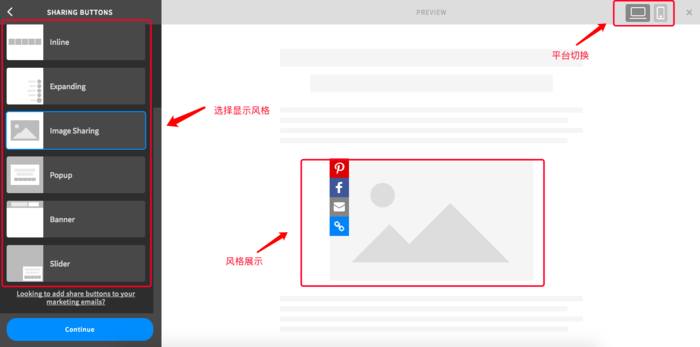 SHARING BUTTONS
PREVIEW
平台切换
Inline
Expanding
选择显示风格
Image Sharing
Popup
Banner
风格展示
Slider
Looking to add share buttons to your
marketing emails?
Continue